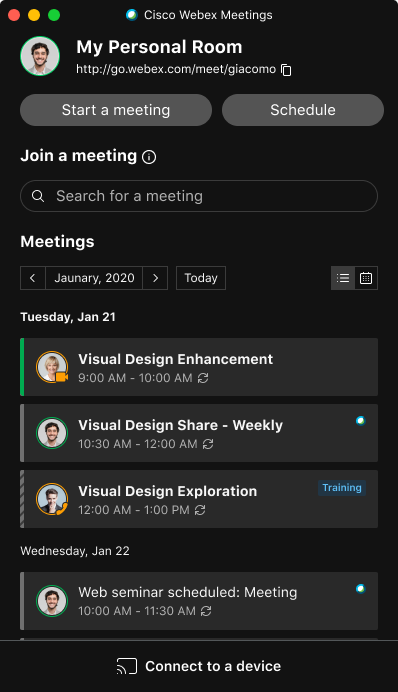 Cisco Webex Meetings
My Personal Room
http://go.webex.com/meet/giacomo
Start a meeting
Schedule
Join a meeting
Search for a meeting
Meetings
Jaunary, 2020
Today
Tuesday, Jan 21
Visual Design Enhancement
9:00 AM - 10:00 AM
Visual Design Share - Weekly
10:30 AM - 12:00 AM
Visual Design Exploration
Training
12:00 AM - 1:00 PM
Wednesday, Jan 22
Web seminar scheduled: Meeting
10:00 AM - 11:30 AM
Connect to a device